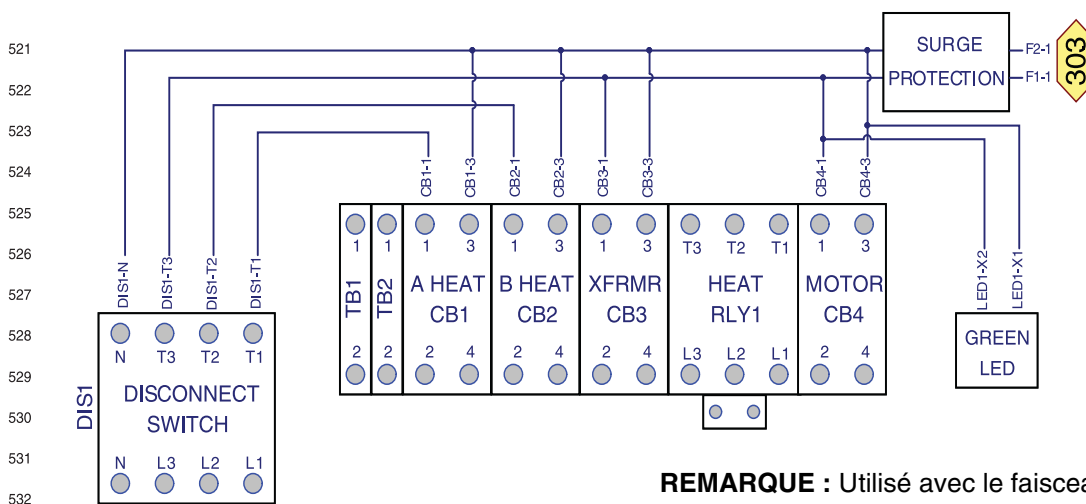 521
522
523
524
525
526
527
528
529
530
531
532
SURGE
PROTECTION
F2-1
F1-1
303
CB1-1
CB1-3
CB2-1
CB2-3
CB3-1
CB3-3
CB4-1
CB4-3
DIS1-N
DIS1-T3
DIS1-T2
DIS1-T1
LED1-X2
LED1-X1
1 1 1 3 1 3 1 3 T3 T2 T1 1 3
TB1
TB2
A HEAT
CB1
B HEAT
CB2
XFRMR
CB3
HEAT
RLY1
MOTOR
CB4
2 2 2 4 2 4 2 4 L3 L2 L1 2 4
GREEN
LED
N T3 T2 T1
DIS1
DISCONNECT
SWITCH
N L3 L2 L1
REMARQUE : Utilisé avec le faiscea